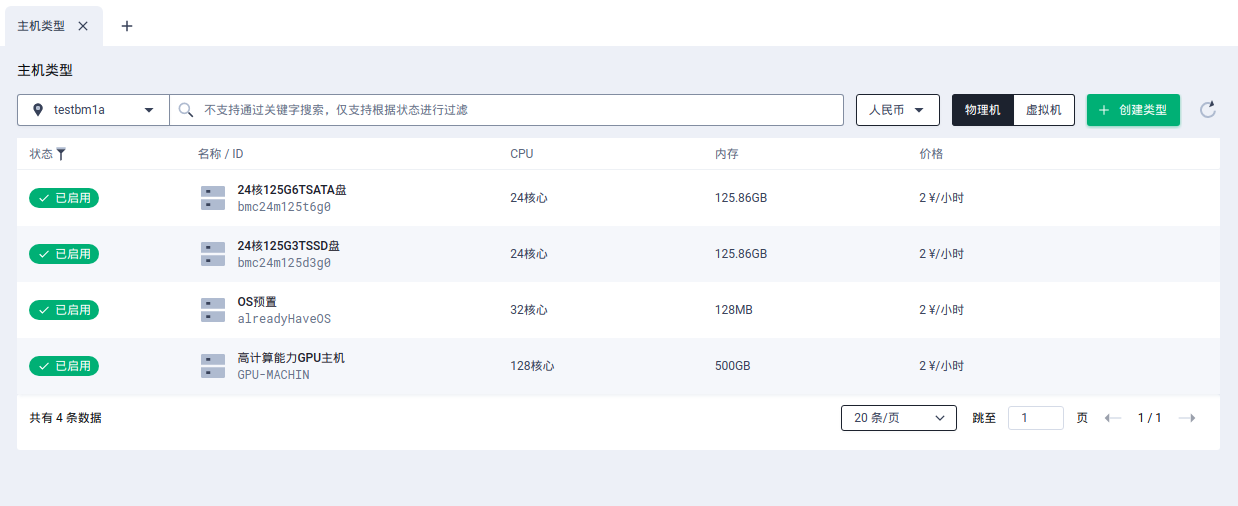 主机类型
主机类型
testbm1a 不支持通过关键字搜索，仅支持根据状态进行过滤 人民币 物理机 虚拟机 创建类型
状态 名称 / ID CPU 内存 价格
已启用 24核125G6TSATA盘 24核心 125.86GB 2 ¥/小时
bmc24m125t6g0
已启用 24核125G3TSSD盘 24核心 125.86GB 2 ¥/小时
bmc24m125d3g0
已启用 OS预置 32核心 128MB 2 ¥/小时
alreadyHaveOS
已启用 高计算能力GPU主机 128核心 500GB 2 ¥/小时
GPU-MACHIN
共有 4 条数据 20 条/页 跳至 1 页 1 / 1